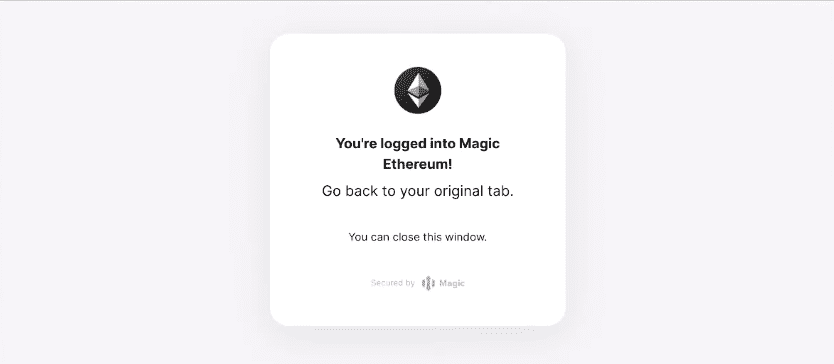 You're logged into Magic
Ethereum!
Go back to your original tab.
You can close this window.
Secured by Magic